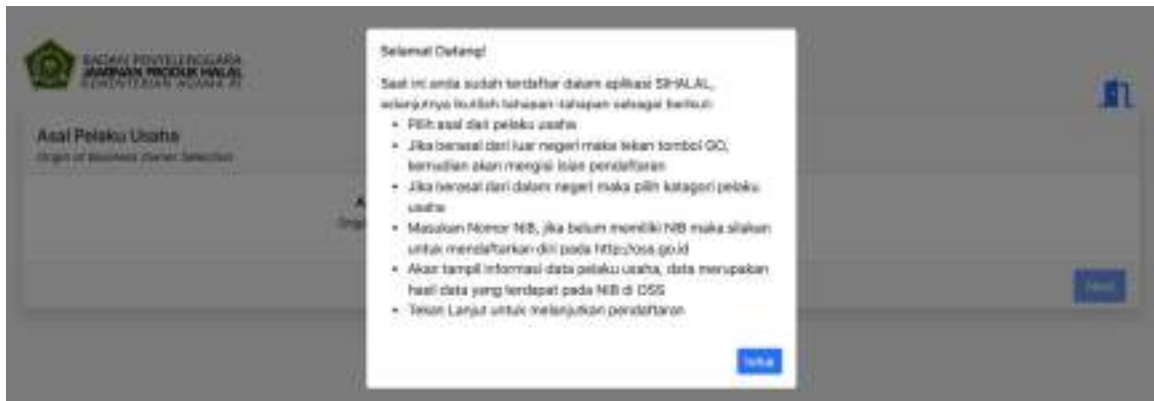 BADAN PENYELENGGARA
JAMINAN PRODUK HALAL
KEMENTERIAN AGAMA RI
Asal Pelaku Usaha
Origin of Business Owner Selection
Selamat Datang!
Saat ini anda sudah terdaftar dalam aplikasi SIHALAL,
selanjutnya ikutilah tahapan-tahapan sebagai berikut:
• Pilih asal dari pelaku usaha
• Jika berasal dari luar negeri maka tekan tombol GO,
kemudian akan mengisi isian pendaftaran
• Jika berasal dari dalam negeri maka pilih katagori pelaku
usaha
• Masukan Nomor NIB, jika belum memiliki NIB maka silakan
untuk mendaftarkan diri pada http://oss.go.id
• Akan tampil informasi data pelaku usaha, data merupakan
hasil data yang terdapat pada NIB di OSS
• Tekan Lanjut untuk melanjutkan pendaftaran
Tutup
Next